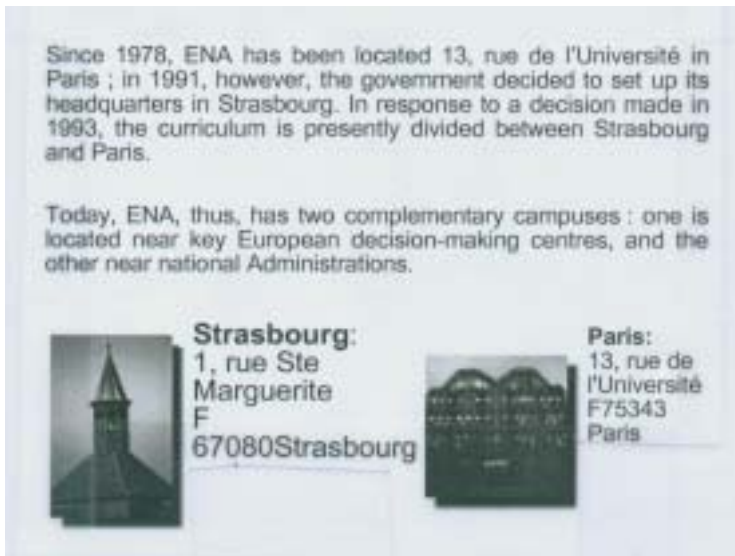 Since 1978, ENA has been located 13, rue de l'Université in
Paris ; in 1991, however, the government decided to set up its
headquarters in Strasbourg. In response to a decision made in
1993, the curriculum is presently divided between Strasbourg
and Paris.
Today, ENA, thus, has two complementary campuses : one is
located near key European decision-making centres, and the
other near national Administrations.
Strasbourg:
1, rue Ste
Marguerite
F
67080Strasbourg
Paris:
13, rue de
l'Université
F75343
Paris